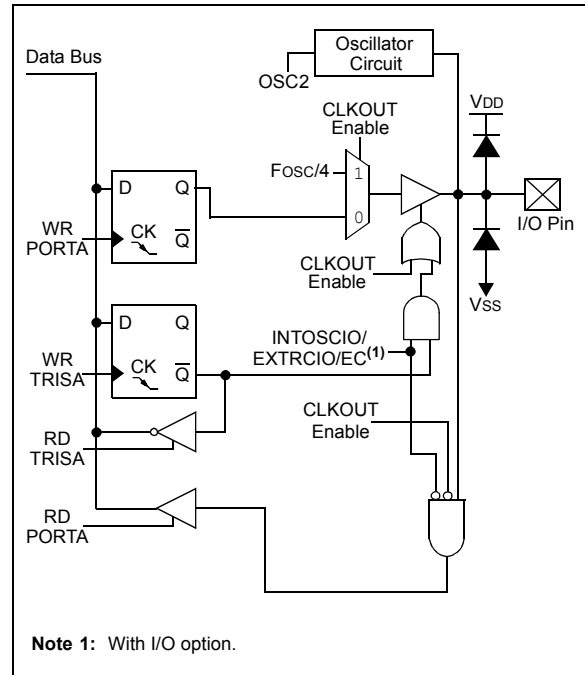 Data Bus
Oscillator
Circuit
OSC2
CLKOUT
Enable
VDD
FOSC/4
1
0
D
Q
CK
Q
WR
PORTA
I/O Pin
CLKOUT
Enable
VSS
D
Q
CK
Q
WR
TRISA
INTOSCIO/
EXTRCIO/EC(1)
CLKOUT
Enable
RD
TRISA
RD
PORTA
Note 1: With I/O option.